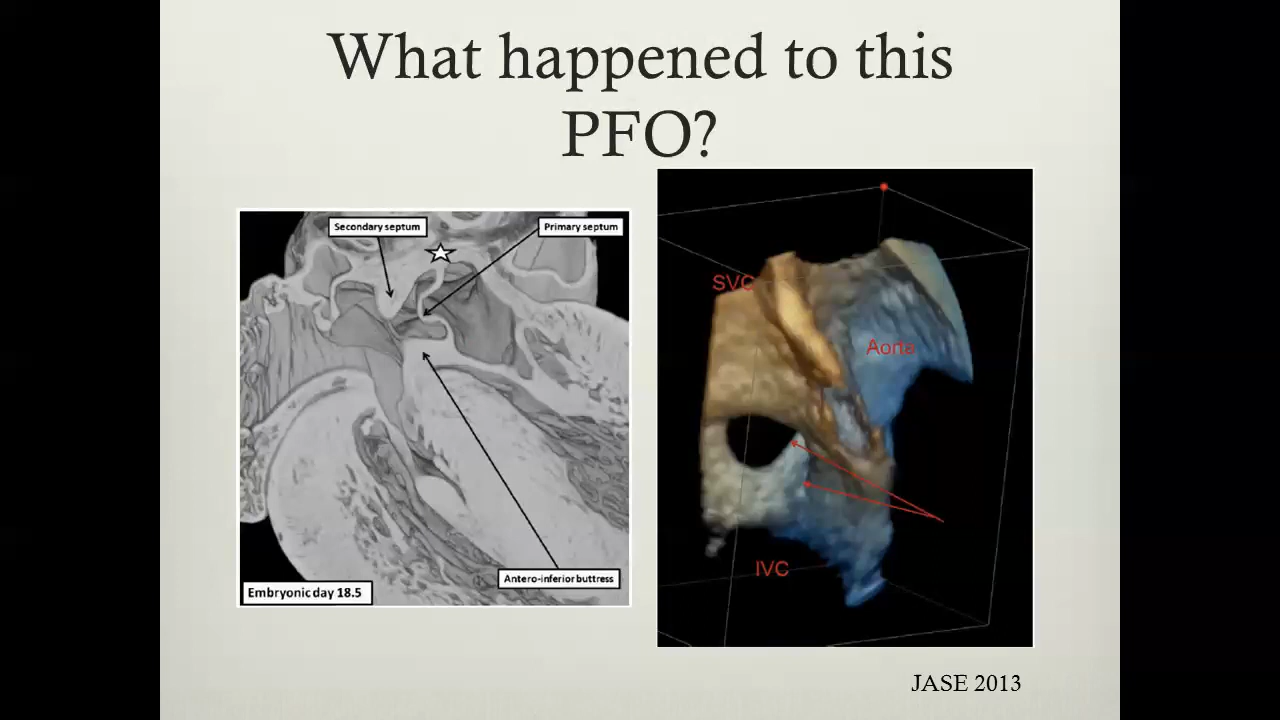 What happened to this
PFO?
Secondary septum
Primary septum
Antero-inferior buttress
Embryonic day 18.5
SVC
Aorta
IVC
JASE 2013